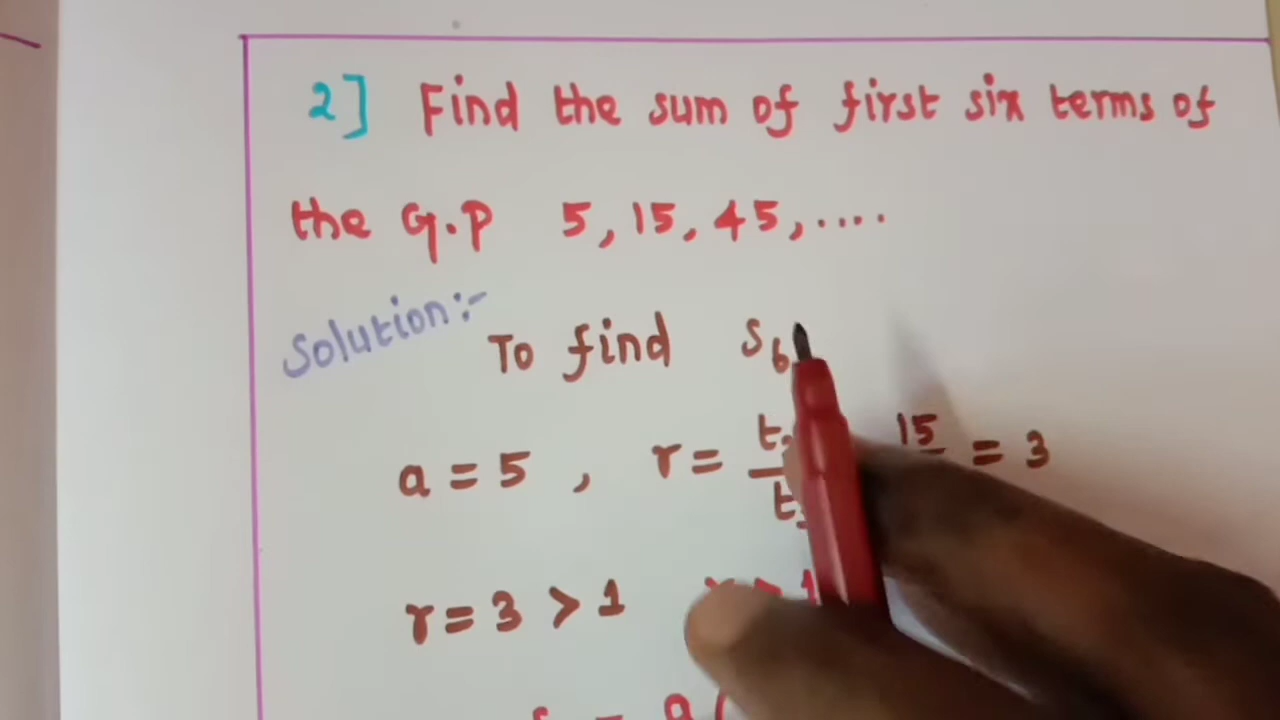 2] Find the sum of first six terms of
the G.P 5, 15, 45, ....
Solution:-
To find S6
a = 5 , r = t / t 15 = 3
r = 3 > 1
= a (